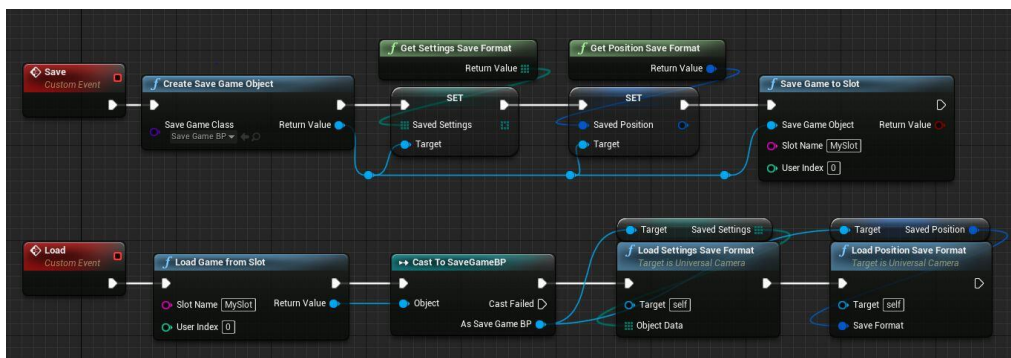 Get Settings Save Format
Return Value
Get Position Save Format
Return Value
Save
Custom Event
Create Save Game Object
Save Game Class
Save Game BP
Return Value
SET
Saved Settings
Target
SET
Saved Position
Target
Save Game to Slot
Save Game Object
Return Value
Slot Name MySlot
User Index 0
Load
Custom Event
Load Game from Slot
Slot Name MySlot
Return Value
User Index 0
Cast To SaveGameBP
Object
Cast Failed
As Save Game BP
Target Saved Settings
Load Settings Save Format
Target is Universal Camera
Target self
Object Data
Target Saved Position
Load Position Save Format
Target is Universal Camera
Target self
Save Format